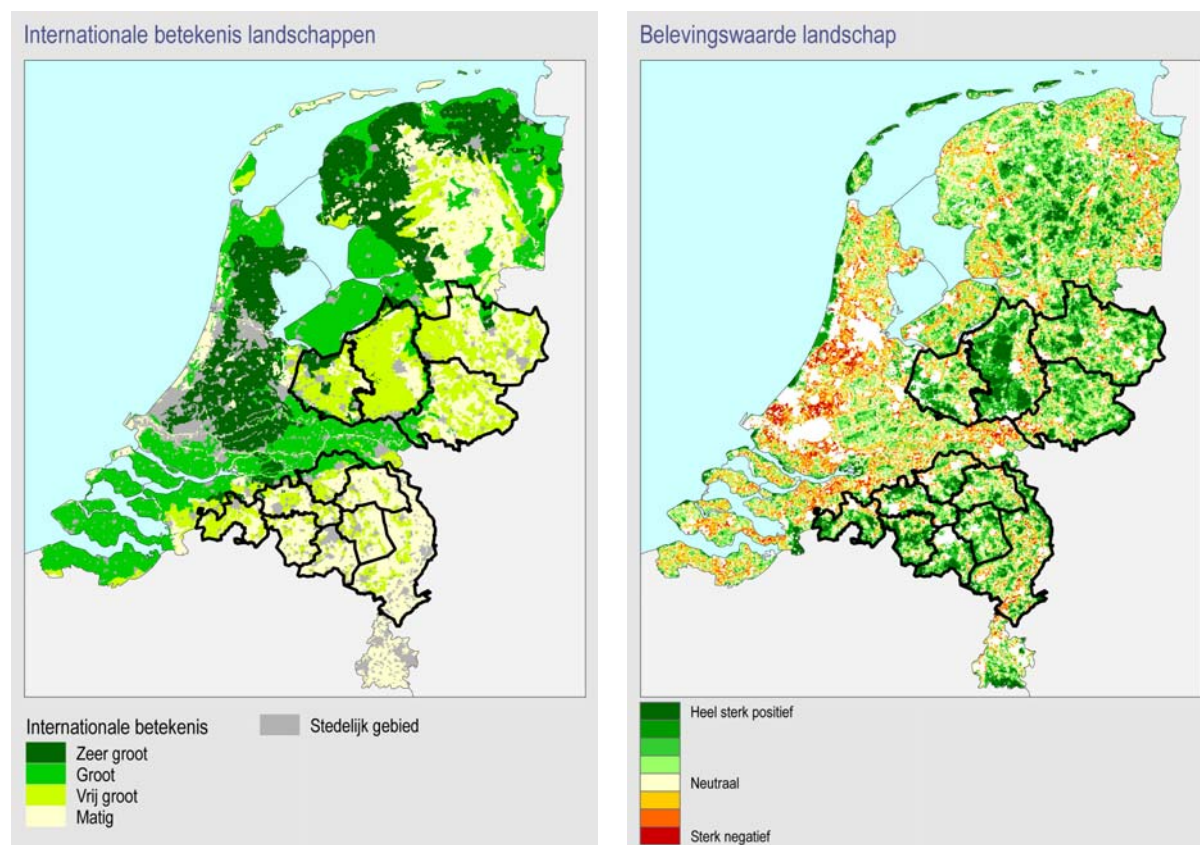 Internationale betekenis landschappen
Internationale betekenis
Stedelijk gebied
Zeer groot
Groot
Vrij groot
Matig
Belevingswaarde landschap
Heel sterk positief
Neutraal
Sterk negatief